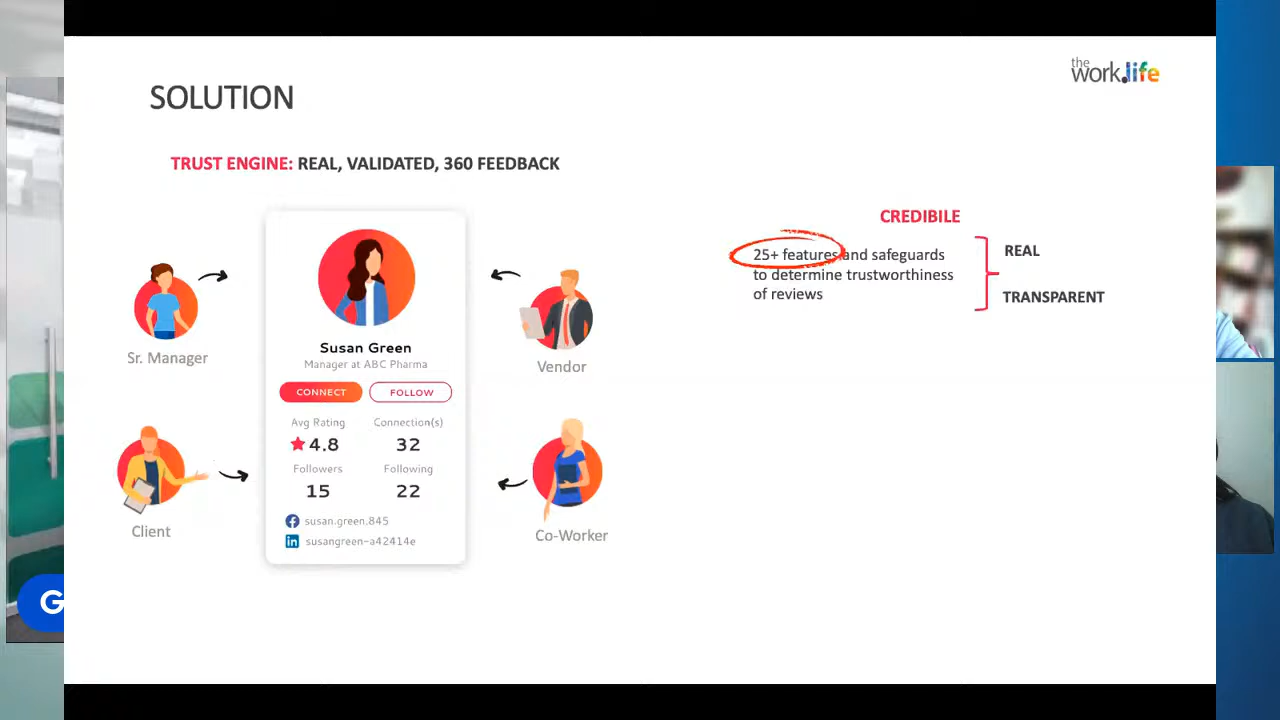 the
work.life
SOLUTION
TRUST ENGINE: REAL, VALIDATED, 360 FEEDBACK
Sr. Manager
Client
Susan Green
Manager at ABC Pharma
CONNECT FOLLOW
Avg Rating Connection(s)
4.8 32
Followers Following
15 22
susan.green.845
in susangreen-a42414e
Vendor
Co-Worker
CREDIBILE
25+ features and safeguards
to determine trustworthiness
of reviews
REAL
TRANSPARENT
G